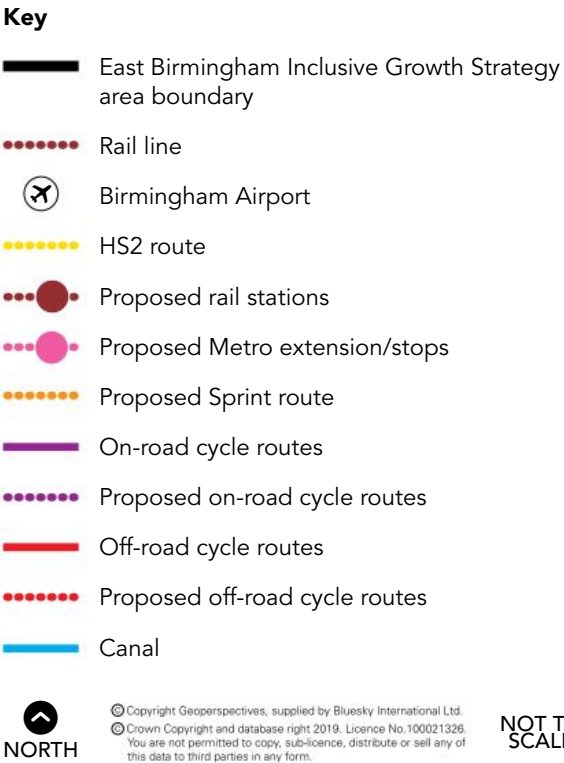 Key
East Birmingham Inclusive Growth Strategy
area boundary
Rail line
Birmingham Airport
HS2 route
Proposed rail stations
Proposed Metro extension/stops
Proposed Sprint route
On-road cycle routes
Proposed on-road cycle routes
Off-road cycle routes
Proposed off-road cycle routes
Canal
NORTH
© Copyright Geoperspectives, supplied by Bluesky International Ltd.
© Crown Copyright and database right 2019. Licence No.100021326.
You are not permitted to copy, sub-licence, distribute or sell any of
this data to third parties in any form.
NOT T
SCAL